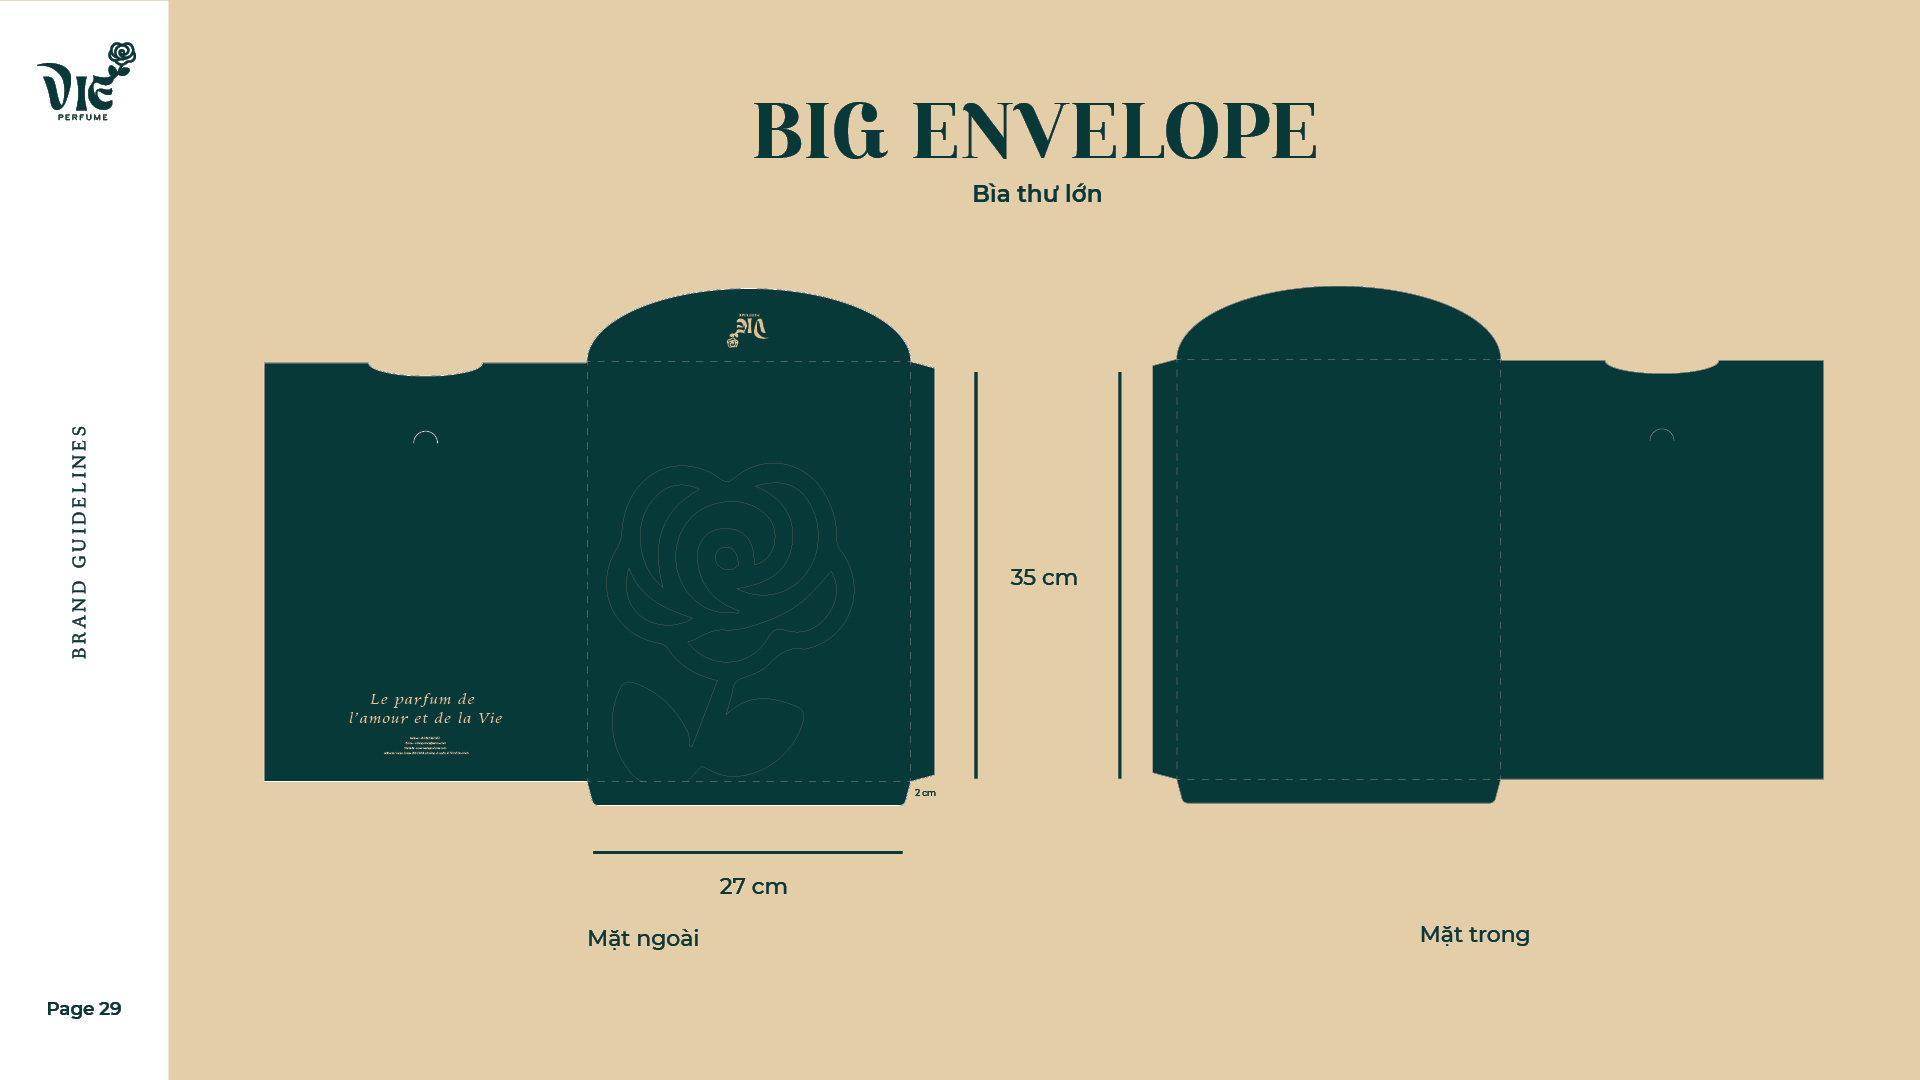 VIE
PERFUME
BRAND GUIDELINES
Page 29
BIG ENVELOPE
Bìa thư lớn
VIE
Le parfum de
l'amour et de la Vie
35 cm
2 cm
27 cm
Mặt ngoài
Mặt trong